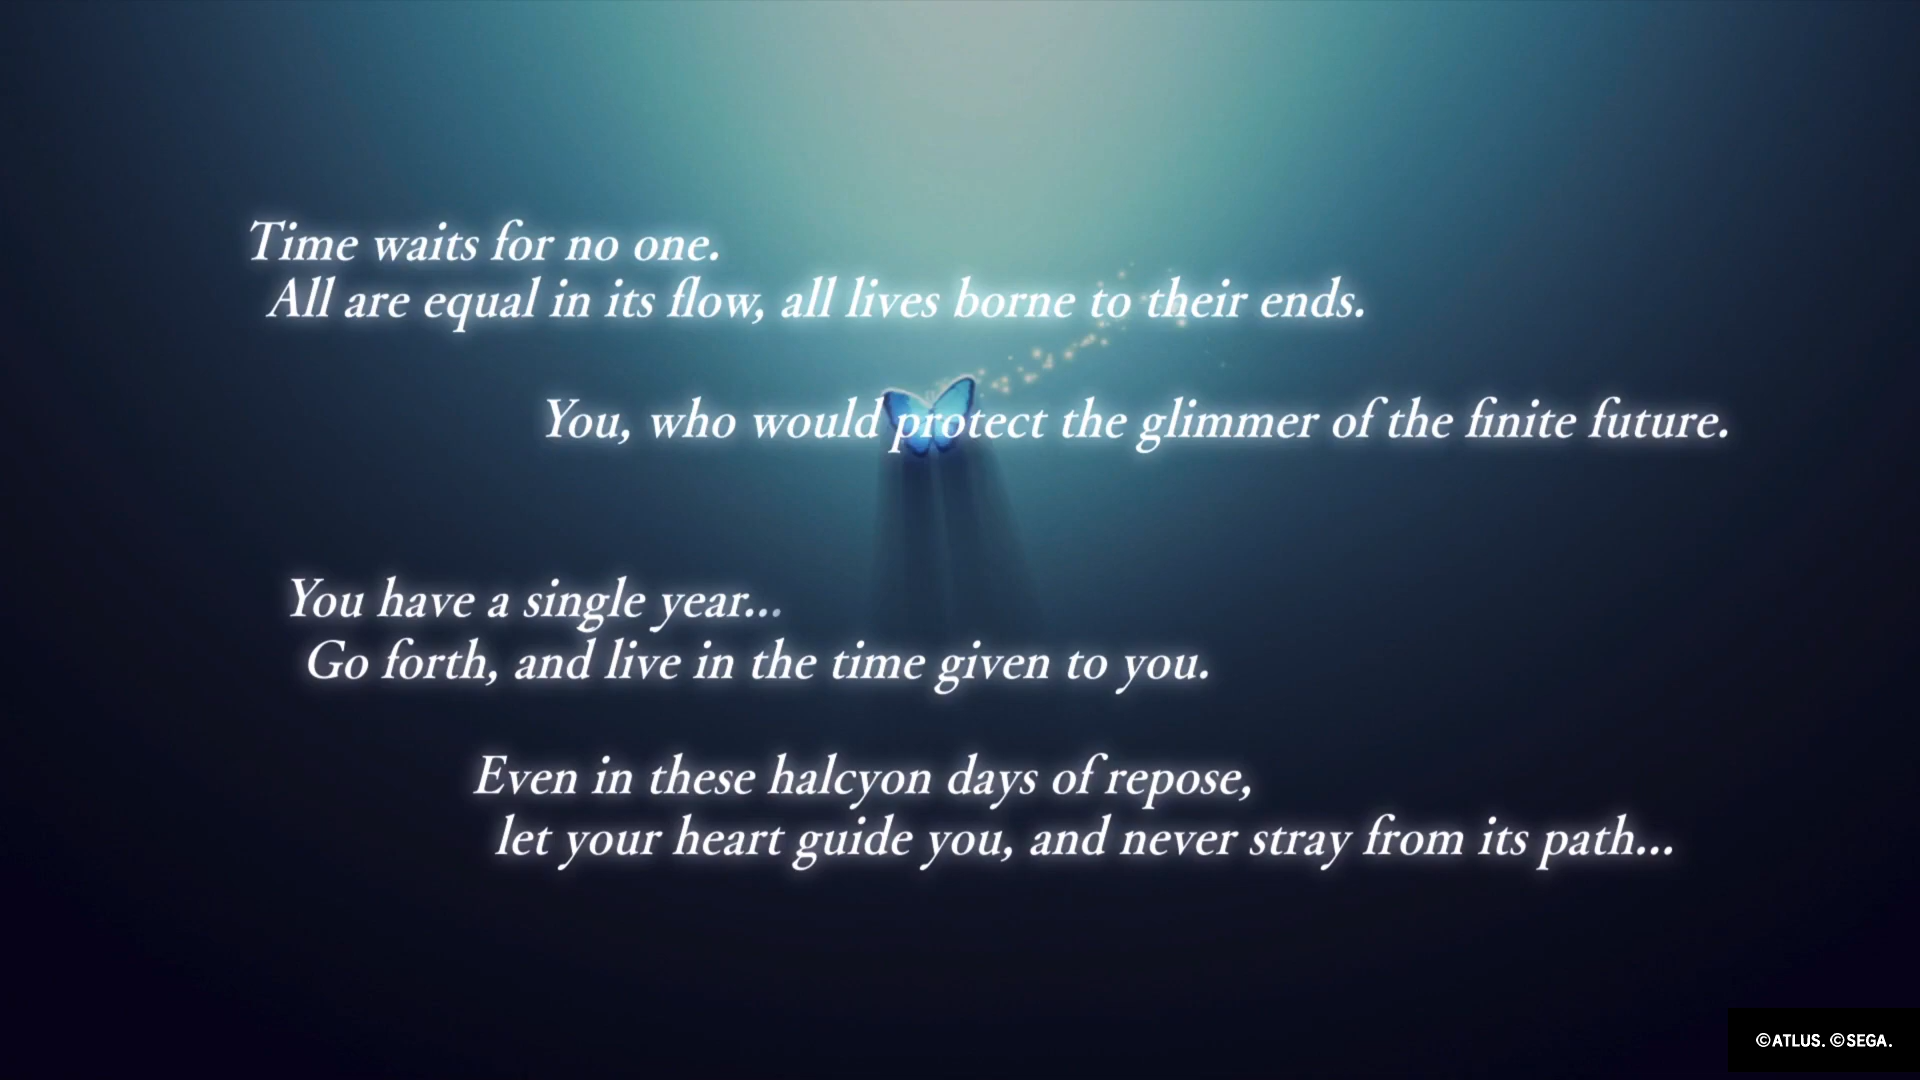 Time waits for no one.
All are equal in its flow, all lives borne to their ends.
You, who would protect the glimmer of the finite future.
You have a single year...
Go forth, and live in the time given to you.
Even in these halcyon days of repose,
let your heart guide you, and never stray from its path...
©ATLUS. ©SEGA.